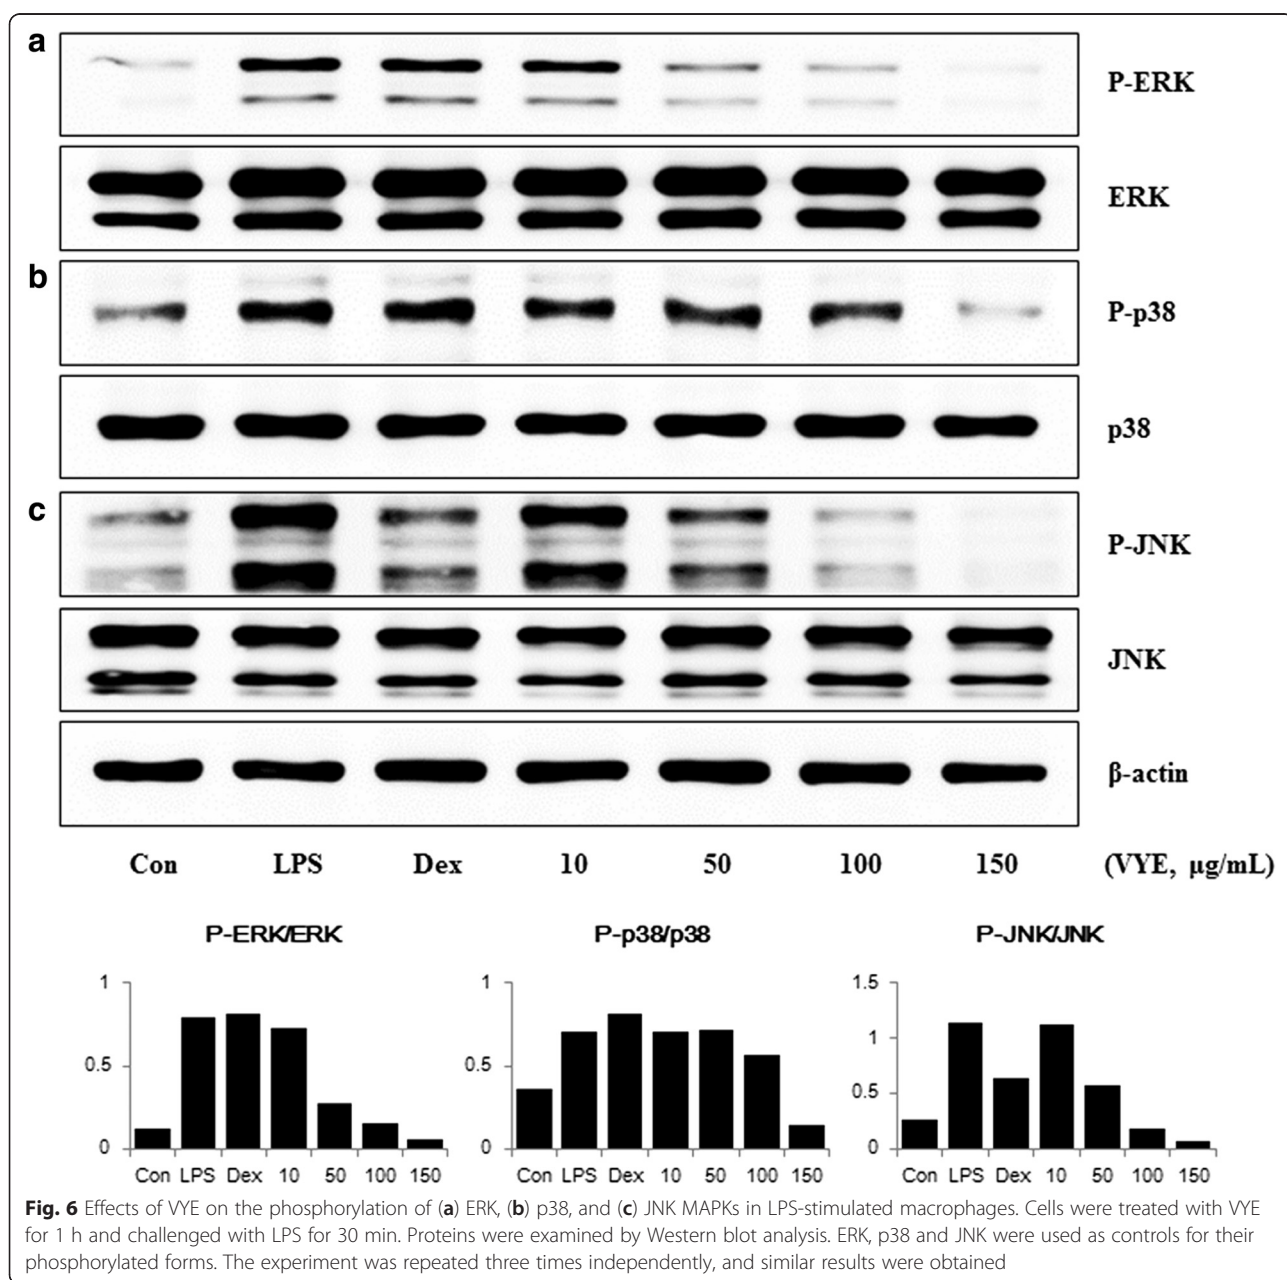 a
P-ERK
ERK
b
P-p38
p38
c
P-JNK
JNK
β-actin
Con LPS Dex 10 50 100 150 (VYE, μg/mL)
P-ERK/ERK
1
0.5
0
Con LPS Dex 10 50 100 150
P-p38/p38
1
0.5
0
Con LPS Dex 10 50 100 150
P-JNK/JNK
1.5
1
0.5
0
Con LPS Dex 10 50 100 150
Fig. 6 Effects of VYE on the phosphorylation of (a) ERK, (b) p38, and (c) JNK MAPKs in LPS-stimulated macrophages. Cells were treated with VYE
for 1 h and challenged with LPS for 30 min. Proteins were examined by Western blot analysis. ERK, p38 and JNK were used as controls for their
phosphorylated forms. The experiment was repeated three times independently, and similar results were obtained